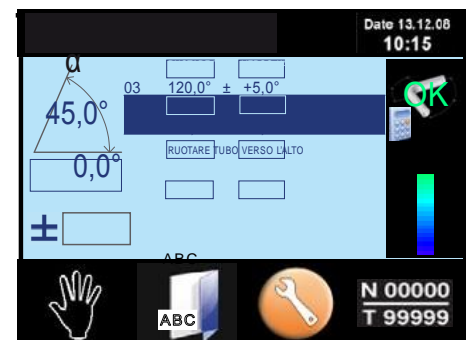 Date 13.12.08
10:15
α
03 120,0° ± +5,0°
OK
45,0°
RUOTARE TUBO VERSO L'ALTO
0,0°
±
ABC
ABC
N 00000
T 99999